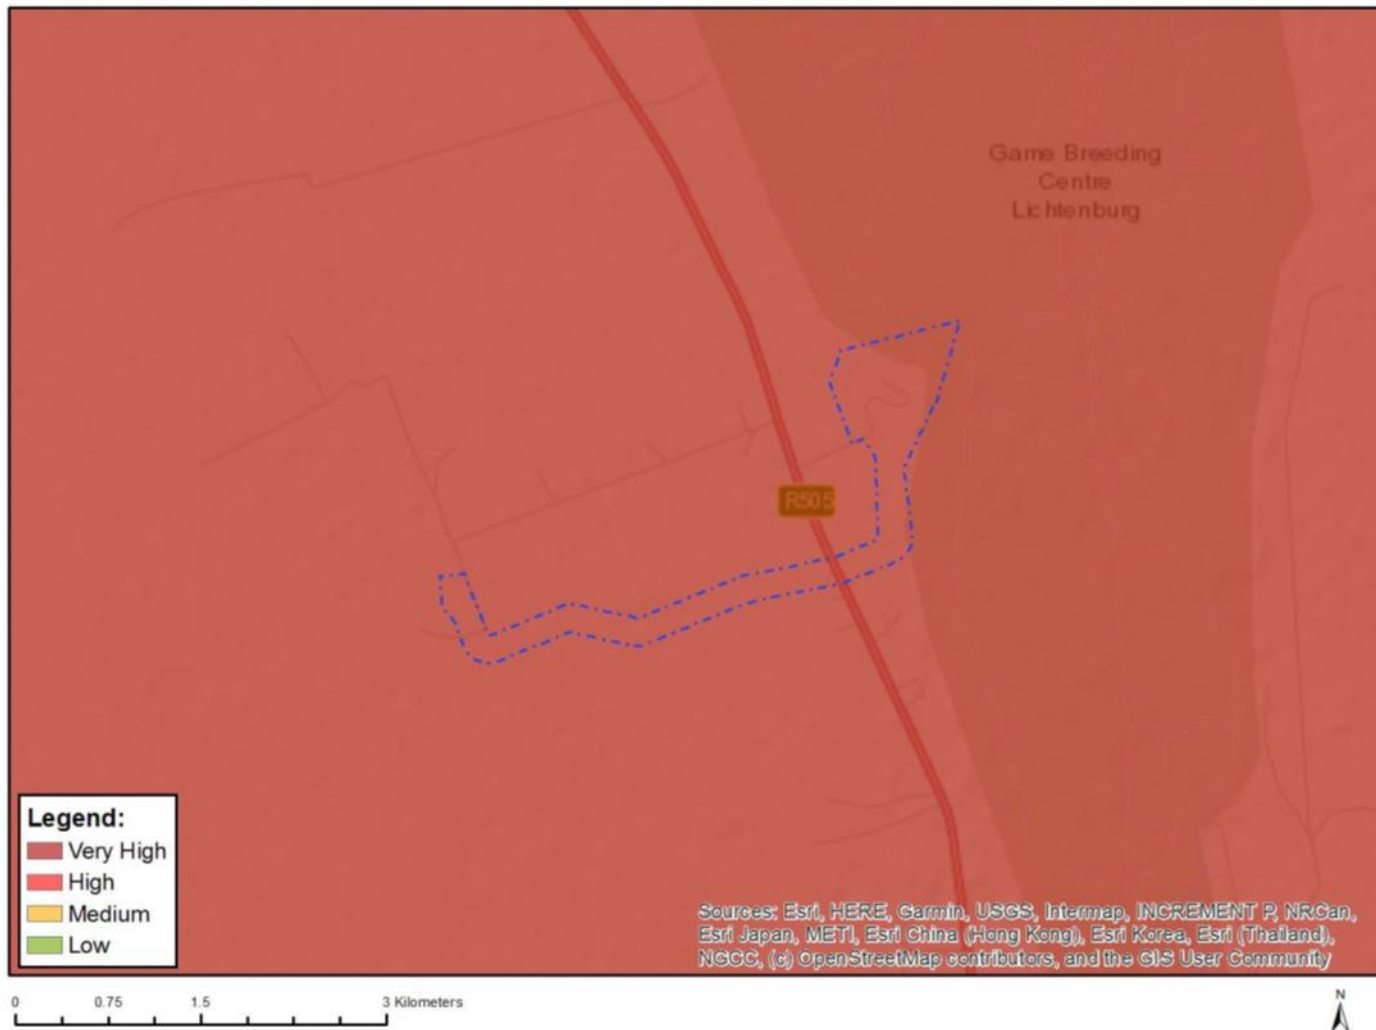 Game Breeding
Centre
Lichtenburg
R505
Legend:
Very High
High
Medium
Low
Sources: Esri, HERE, Garmin, USGS, Intermap, INCREMENT P, NRCan,
Esri Japan, METI, Esri China (Hong Kong), Esri Korea, Esri (Thailand),
NGCC, (c) OpenStreetMap contributors, and the GIS User Community
0 0.75 1.5 3 Kilometers
N